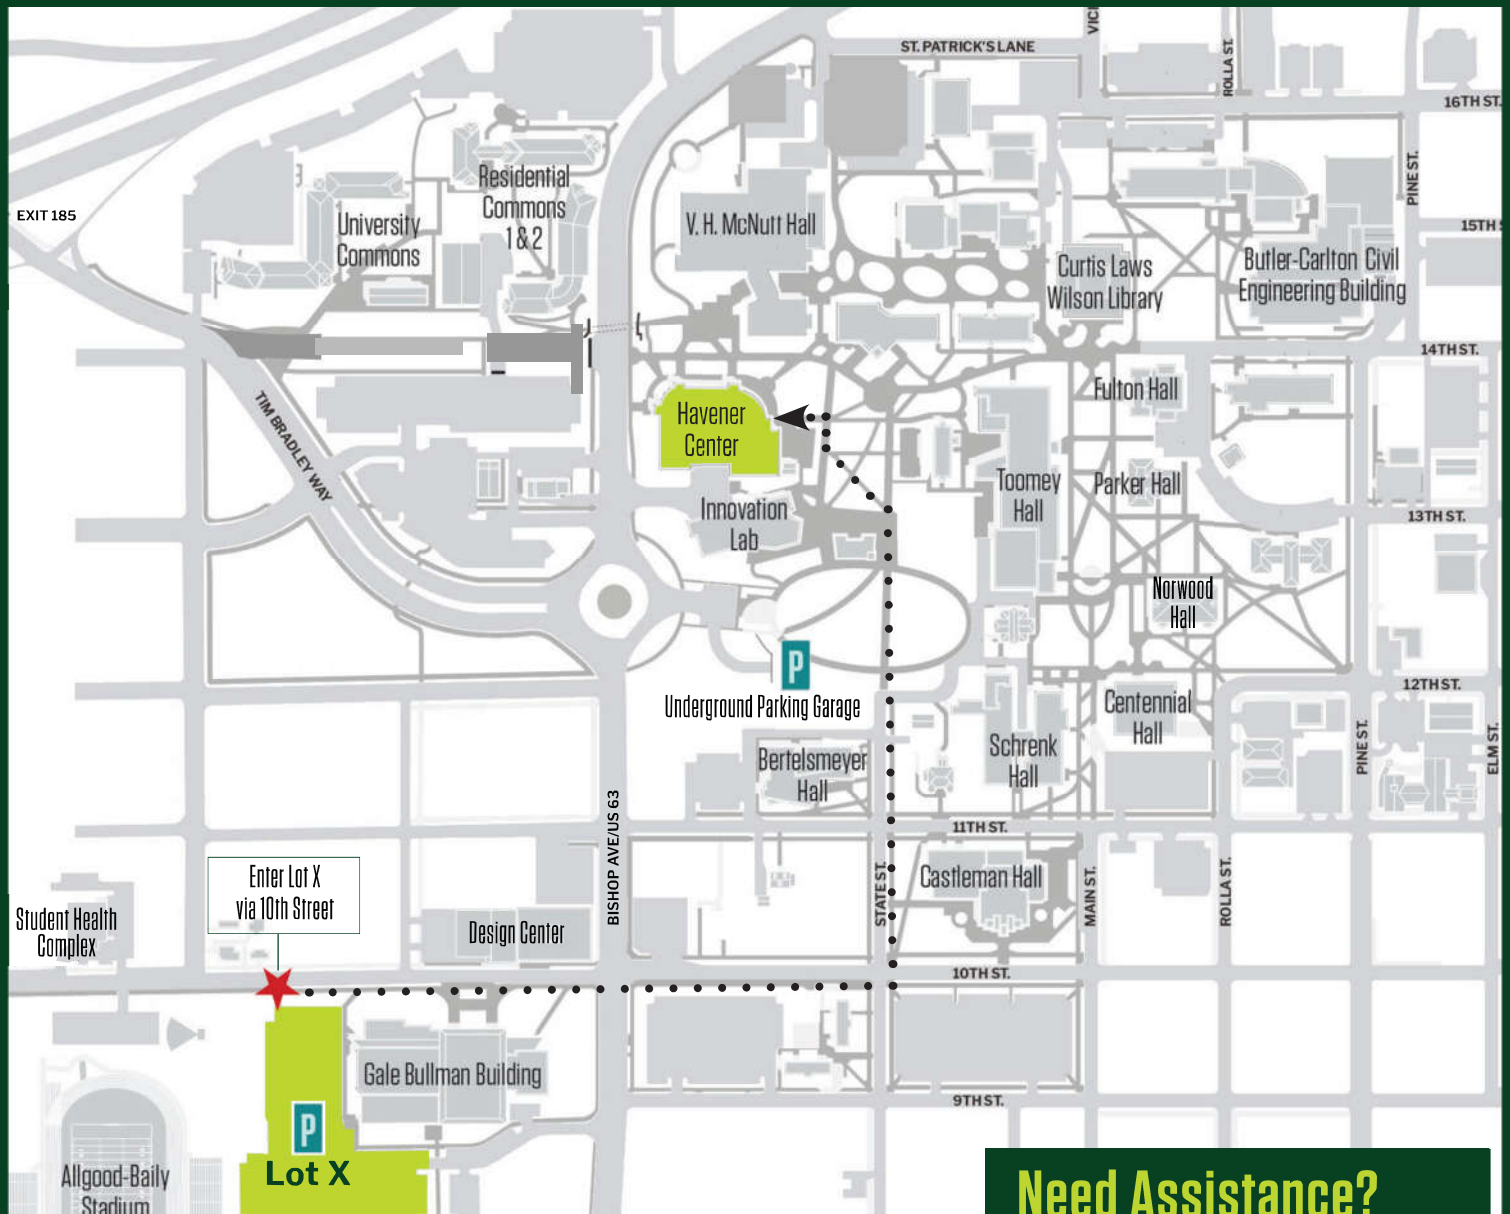 ST. PATRICK'S LANE
VICI
ROLLA ST.
16TH ST.
PINE ST.
EXIT 185
15TH
Residential
Commons
1 & 2
University
Commons
V. H. McNutt Hall
Curtis Laws
Wilson Library
Butler-Carlton Civil
Engineering Building
14TH ST.
TIM BRADLEY WAY
Havener
Center
Fulton Hall
Toomey
Hall
Parker Hall
Innovation
Lab
13TH ST.
Norwood
Hall
P
Underground Parking Garage
12TH ST.
Centennial
Hall
Schrenk
Hall
Bertelsmeyer
Hall
PINE ST.
ELM ST.
BISHOP AVE/US 63
11TH ST.
Enter Lot X
via 10th Street
STATE ST.
Castleman Hall
MAIN ST.
ROLLA ST.
Student Health
Complex
Design Center
10TH ST.
Gale Bullman Building
9TH ST.
P
Lot X
Allgood-Baily
Stadium
Need Assistance?